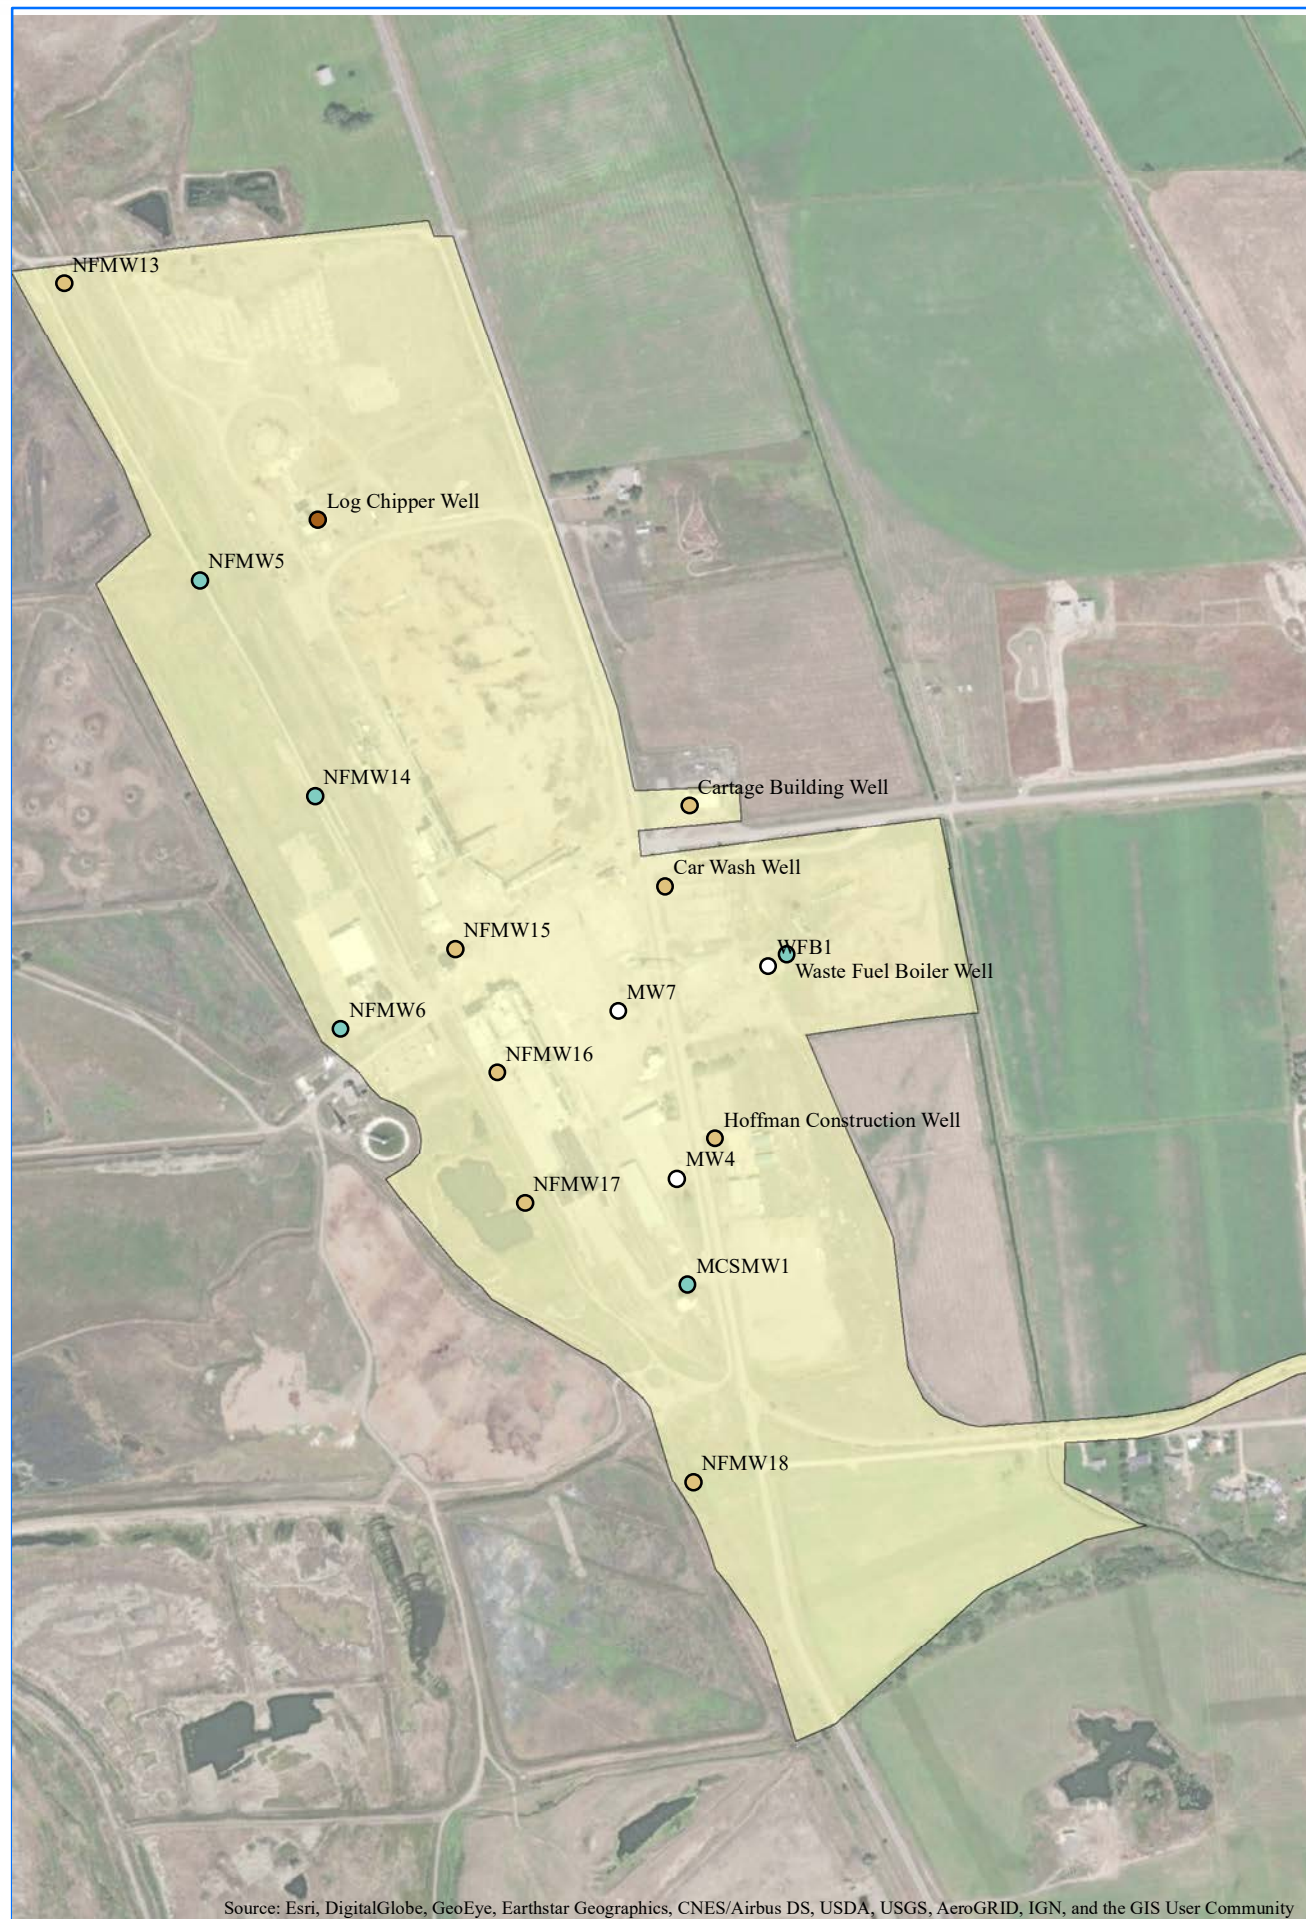 NFMW13
Log Chipper Well
NFMW5
NFMW14
Cartage Building Well
Car Wash Well
NFMW15
WFB1
Waste Fuel Boiler Well
MW7
NFMW6
NFMW16
Hoffman Construction Well
MW4
NFMW17
MCSMW1
NFMW18
Source: Esri, DigitalGlobe, GeoEye, Earthstar Geographics, CNES/Airbus DS, USDA, USGS, AeroGRID, IGN, and the GIS User Community